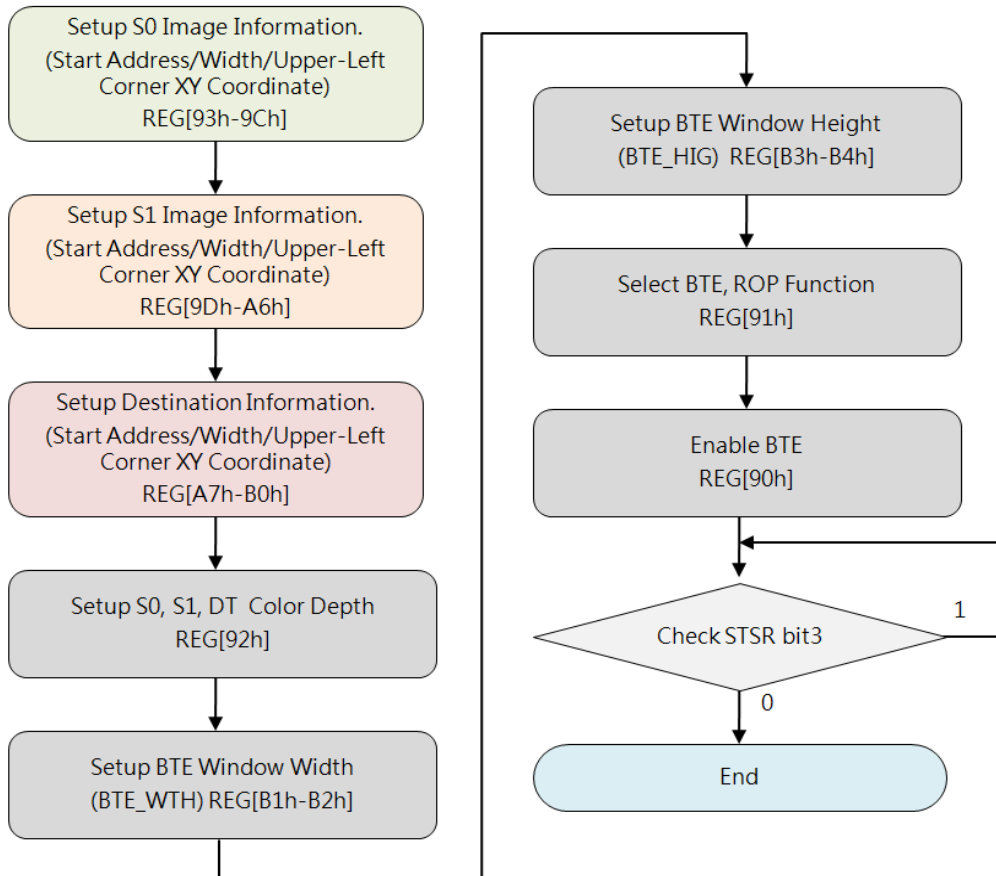 Setup S0 Image Information.
(Start Address/Width/Upper-Left
Corner XY Coordinate)
REG[93h-9Ch]
Setup S1 Image Information.
(Start Address/Width/Upper-Left
Corner XY Coordinate)
REG[9Dh-A6h]
Setup Destination Information.
(Start Address/Width/Upper-Left
Corner XY Coordinate)
REG[A7h-B0h]
Setup S0, S1, DT Color Depth
REG[92h]
Setup BTE Window Width
(BTE_WTH) REG[B1h-B2h]
Setup BTE Window Height
(BTE_HIG) REG[B3h-B4h]
Select BTE, ROP Function
REG[91h]
Enable BTE
REG[90h]
Check STSR bit3
1
0
End